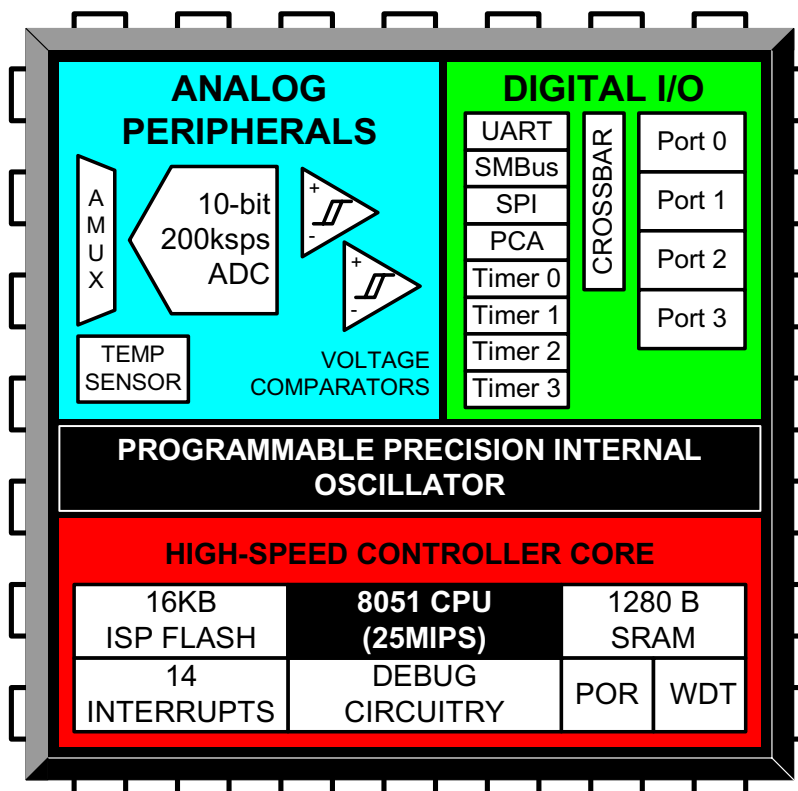 ANALOG
PERIPHERALS
A
M
U
X
10-bit
200ksps
ADC
+
-
+
-
TEMP
SENSOR
VOLTAGE
COMPARATORS
DIGITAL I/O
UART
SMBus
SPI
PCA
Timer 0
Timer 1
Timer 2
Timer 3
CROSSBAR
Port 0
Port 1
Port 2
Port 3
PROGRAMMABLE PRECISION INTERNAL
OSCILLATOR
HIGH-SPEED CONTROLLER CORE
16KB
ISP FLASH
8051 CPU
(25MIPS)
1280 B
SRAM
14
INTERRUPTS
DEBUG
CIRCUITRY
POR
WDT